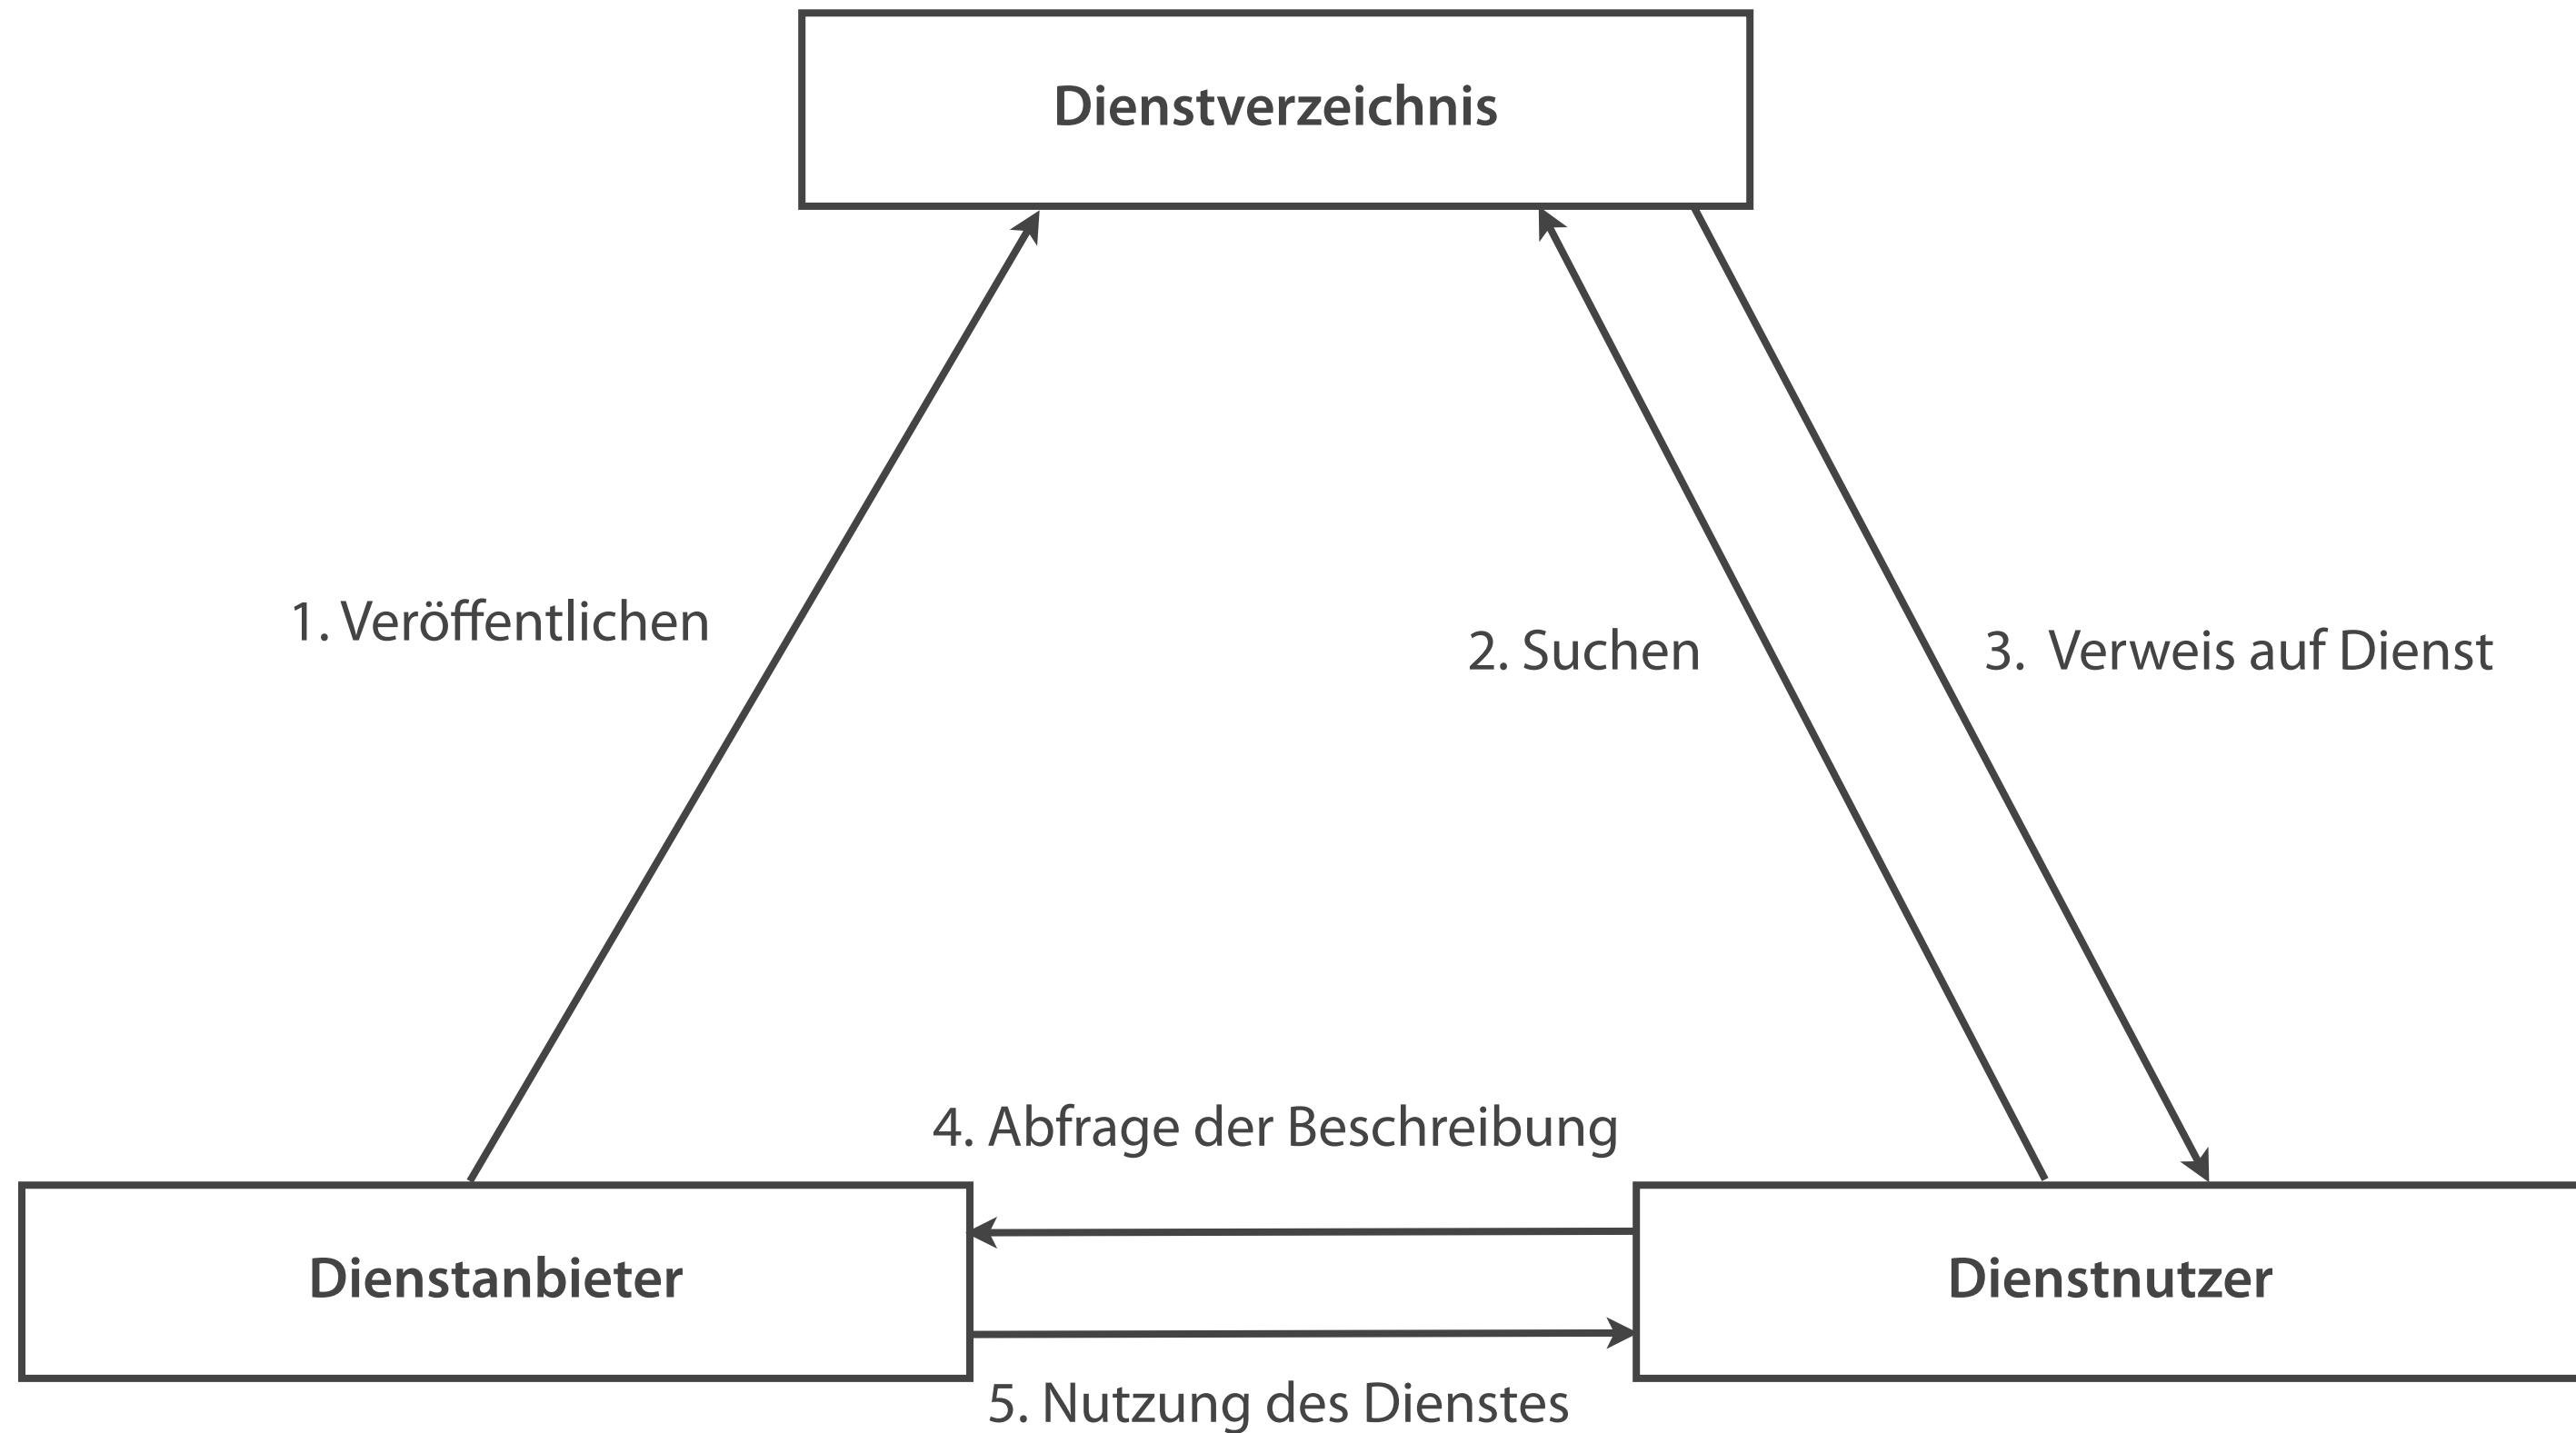 Dienstverzeichnis
1. Veröffentlichen
2. Suchen
3. Verweis auf Dienst
4. Abfrage der Beschreibung
Dienstanbieter
Dienstnutzer
5. Nutzung des Dienstes